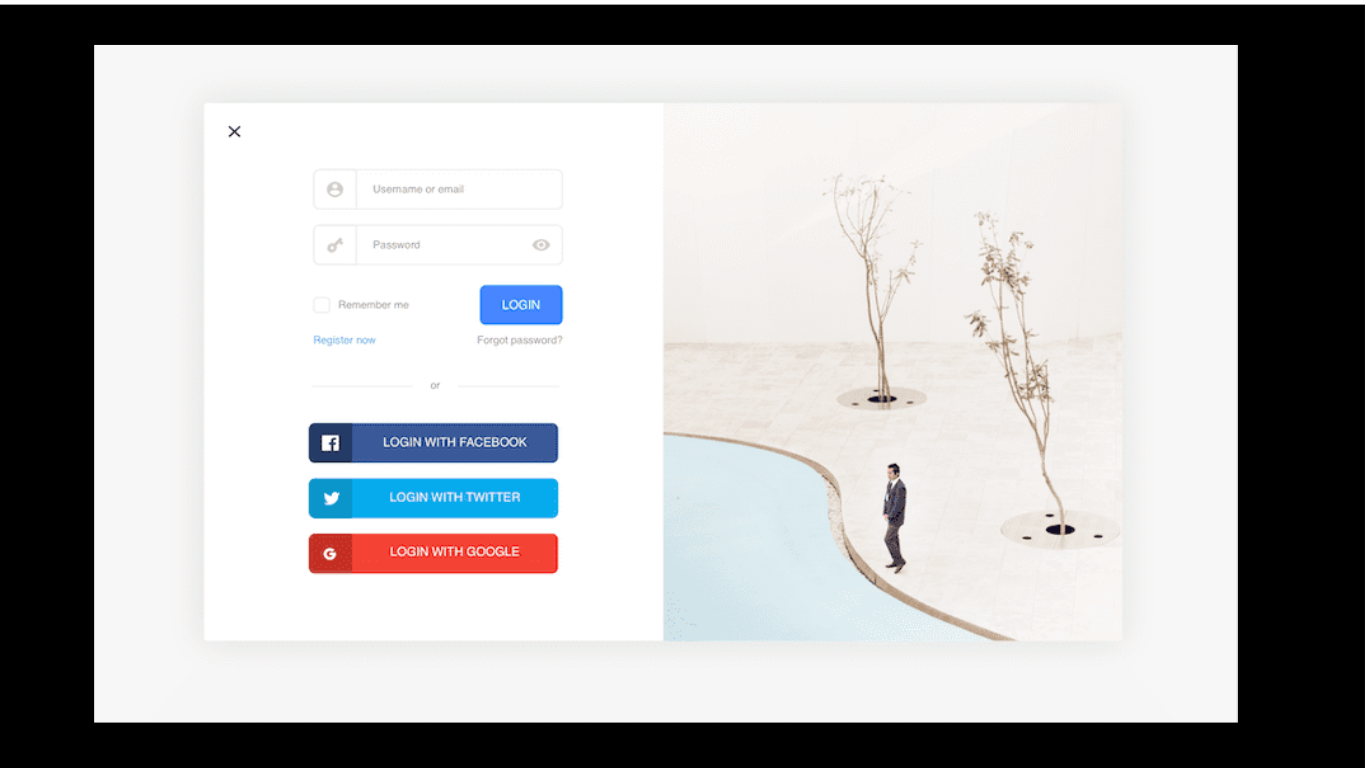 Username or email
Password
Remember me
LOGIN
Register now
Forgot password?
or
LOGIN WITH FACEBOOK
LOGIN WITH TWITTER
LOGIN WITH GOOGLE